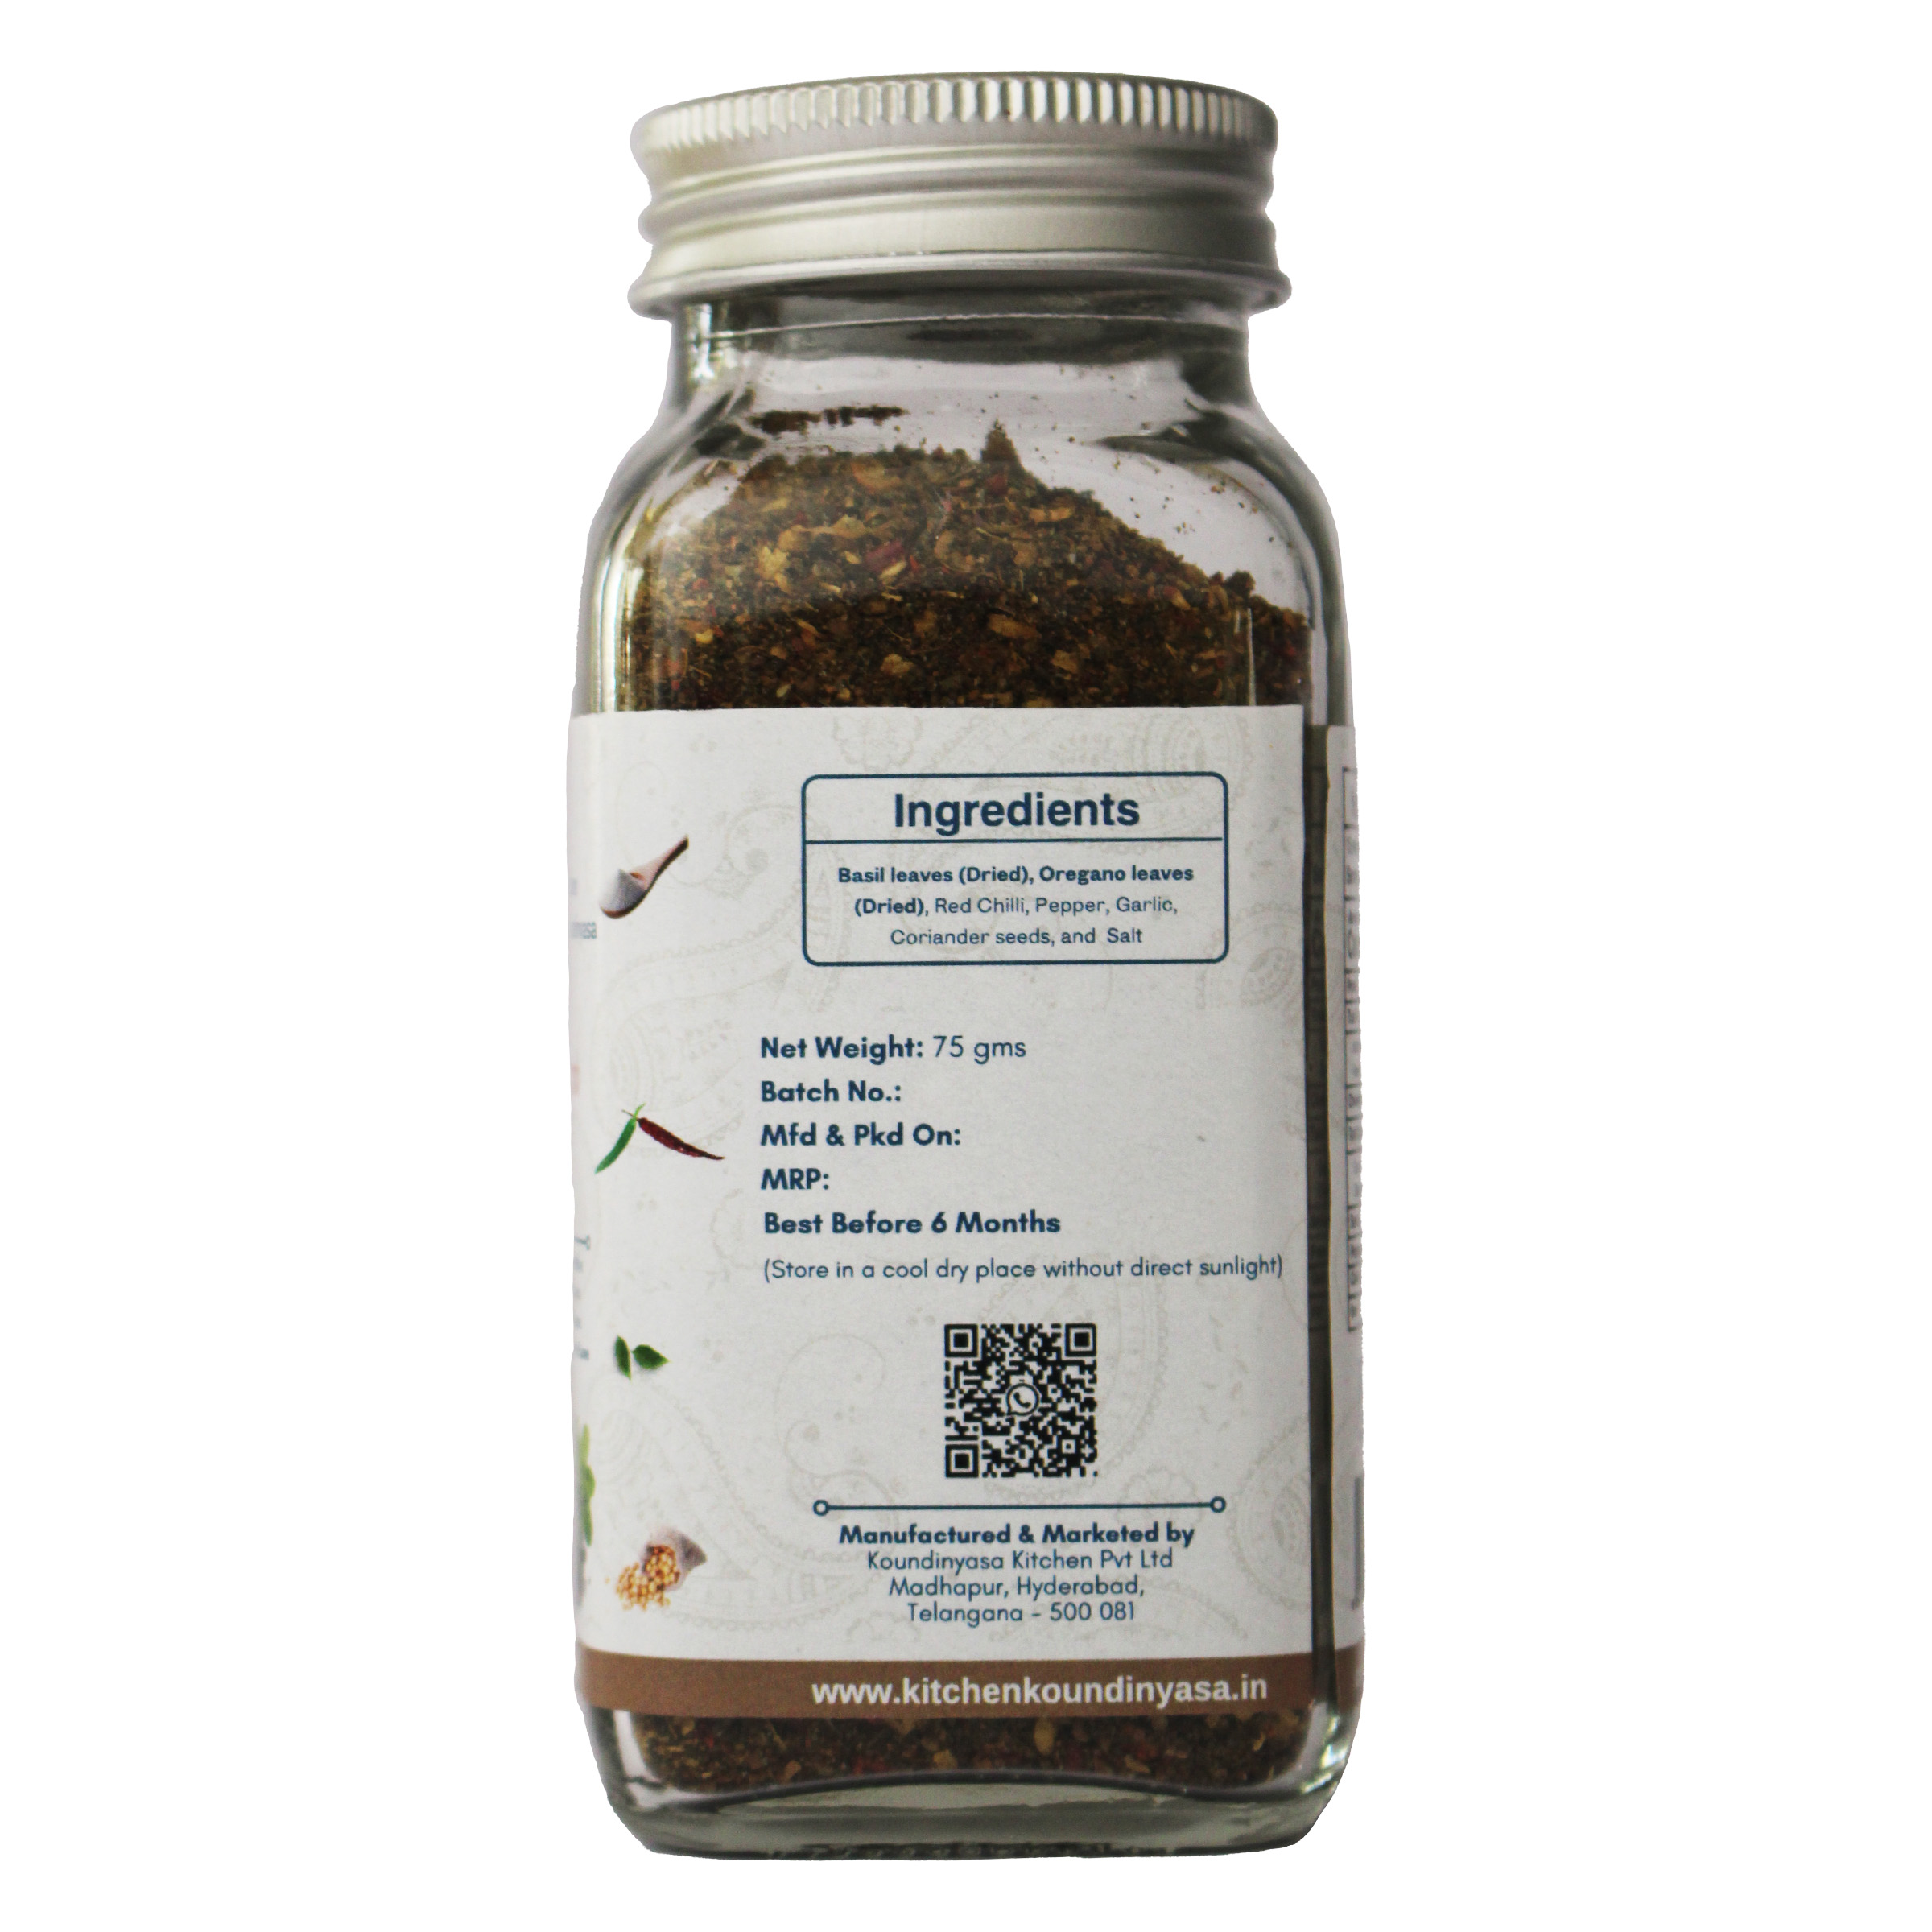 Ingredients
Basil leaves (Dried), Oregano leaves
(Dried), Red Chilli, Pepper, Garlic,
Coriander seeds, and Salt
Net Weight: 75 gms
Batch No.:
Mfd & Pkd On:
MRP:
Best Before 6 Months
(Store in a cool dry place without direct sunlight)
Manufactured & Marketed by
Koundinyasa Kitchen Pvt Ltd
Madhapur, Hyderabad,
Telangana - 500 081
www.kitchenkoundinyasa.in